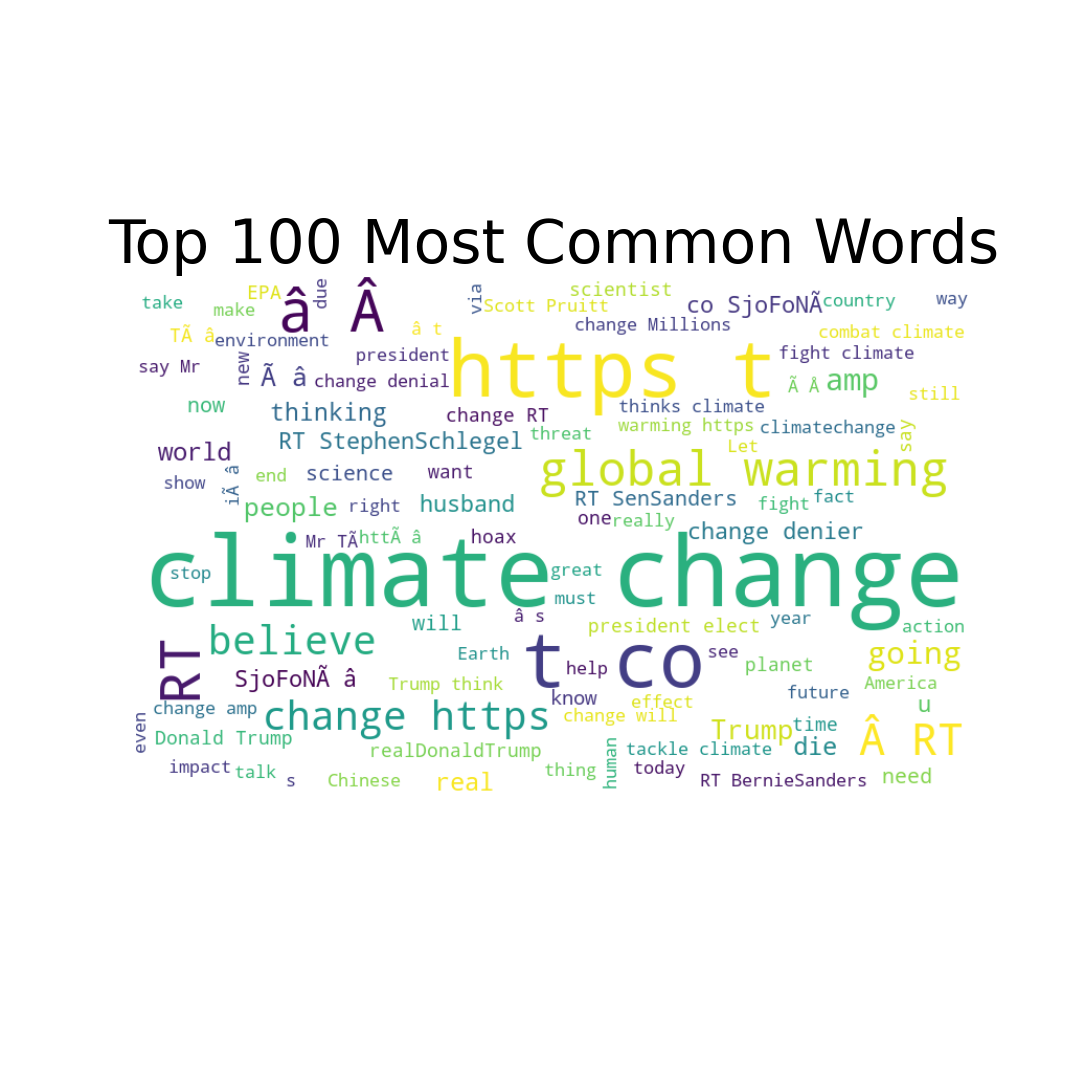 Top 100 Most Common Words
take
make
EPA
â Â
due
via
Scott Pruitt
scientist
co SjoFoNÃ
country
way
TÃ â
environment
â t
change Millions
combat climate
say Mr
new
Ã â
president
change denial
https t
fight climate
Ã Å
amp
still
now
thinking
change RT
thinks climate
warming https
climatechange
say
world
RT StephenSchlegel
threat
Let
show
iÃ â
end
science
want
global warming
people
right
husband
RT SenSanders
fight
fact
one
really
change denier
Mr TÃ
httÃ â
hoax
climate change
stop
great
must
â s
will
believe
president elect
year
action
RT
Earth
t co
help
see
planet
going
SjoFoNÃ â
Trump think
know
effect
future
America
u
even
change amp
change https
change will
Donald Trump
realDonaldTrump
Trump
time
tackle climate
die
Â RT
impact
talk
s
Chinese
real
thing
human
today
RT BernieSanders
need